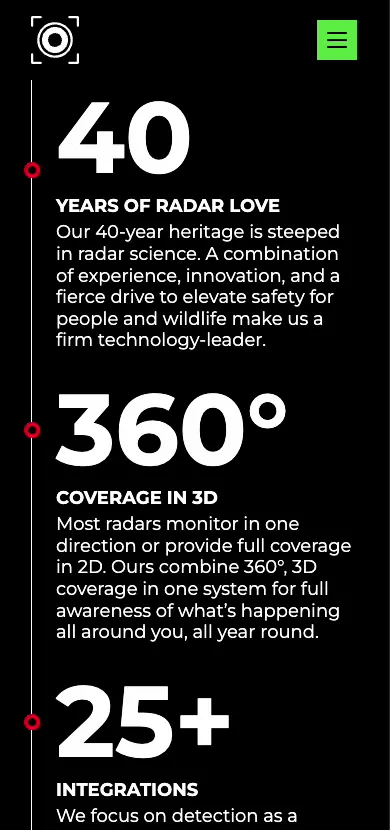 40
YEARS OF RADAR LOVE
Our 40-year heritage is steeped
in radar science. A combination
of experience, innovation, and a
fierce drive to elevate safety for
people and wildlife make us a
firm technology-leader.
360°
COVERAGE IN 3D
Most radars monitor in one
direction or provide full coverage
in 2D. Ours combine 360°, 3D
coverage in one system for full
awareness of what’s happening
all around you, all year round.
25+
INTEGRATIONS
We focus on detection as a